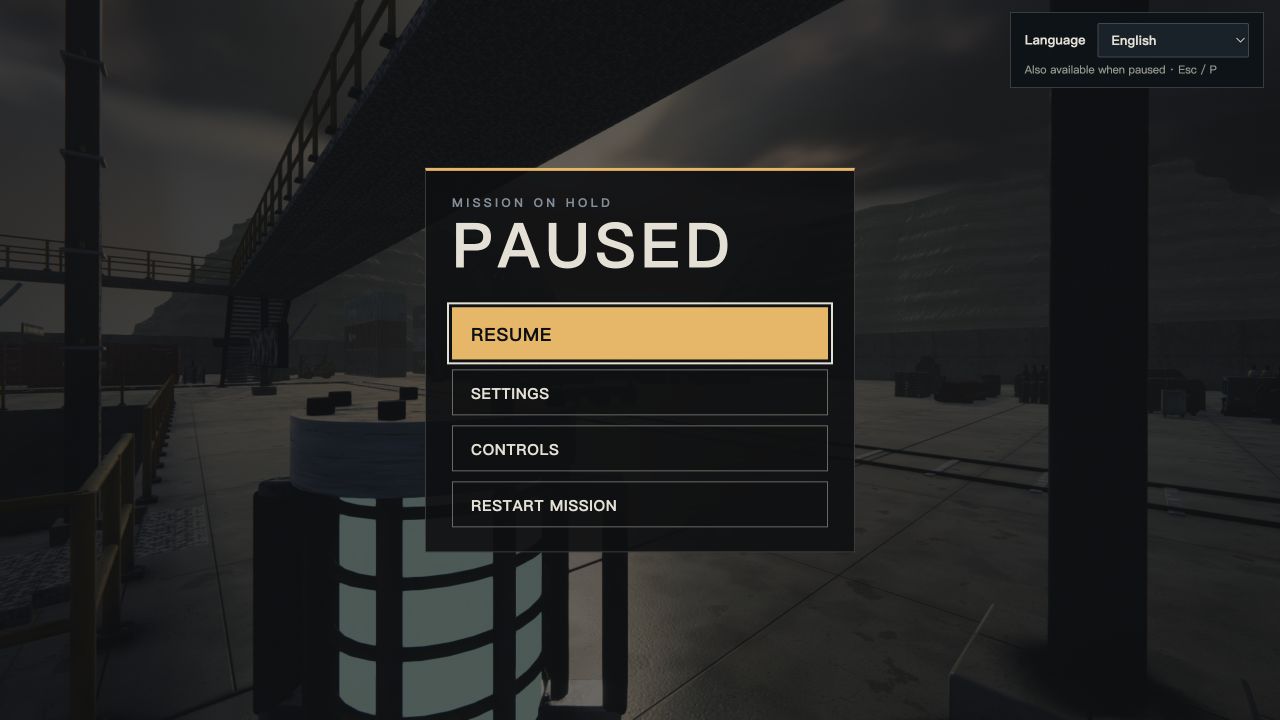 Language English
Also available when paused · Esc / P
MISSION ON HOLD
PAUSED
RESUME
SETTINGS
CONTROLS
RESTART MISSION